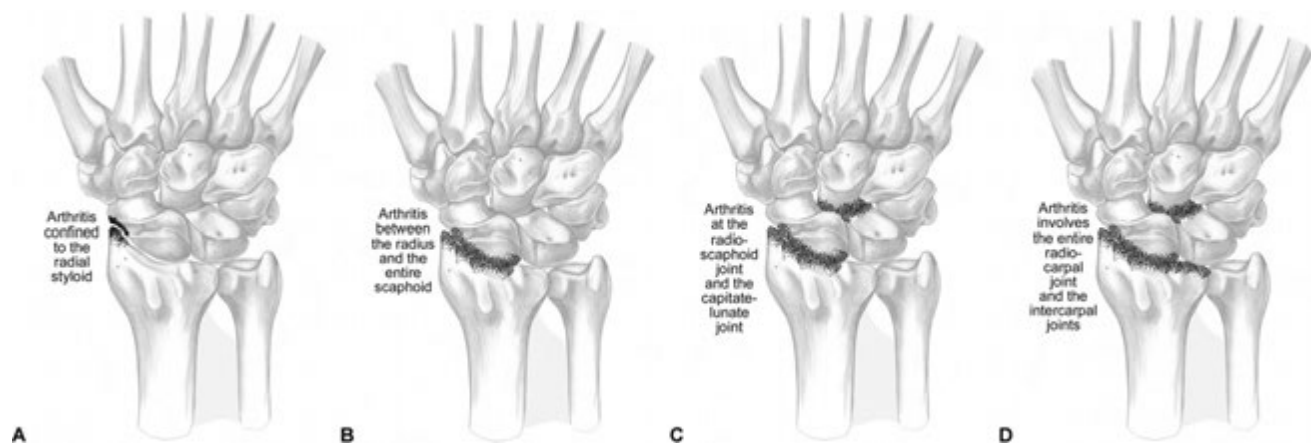 Arthritis
confined
to the
radial
styloid
A
Arthritis
between
the radius
and the
entire
scaphoid
B
Arthritis
at the
radio-
scaphoid
joint
and the
capitate-
lunate
joint
C
Arthritis
involves
the entire
radio-
carpal
joint
and the
intercarpal
joints
D